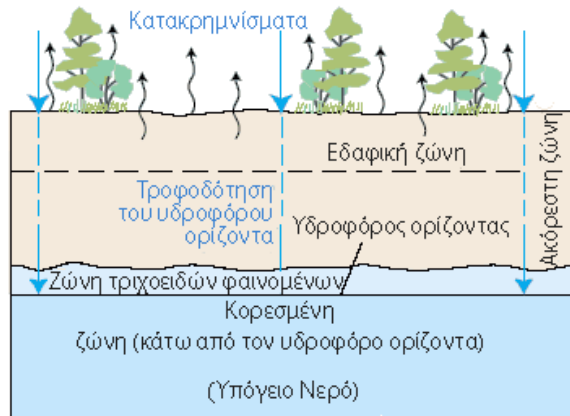 Κατακρημνίσματα
Εδαφική ζώνη
Ακόρεστη ζώνη
Τροφοδότηση
του υδροφόρου
ορίζοντα
Υδροφόρος ορίζοντας
Ζώνη τριχοειδών φαινομένων
Κορεσμένη
ζώνη (κάτω από τον υδροφόρο ορίζοντα)
(Υπόγειο Νερό)